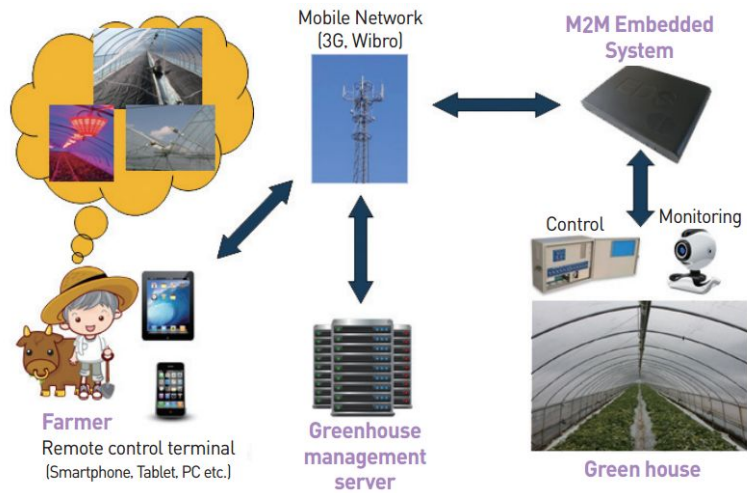 Mobile Network
(3G, Wibro)
M2M Embedded
System
Control
Monitoring
Farmer
Remote control terminal
(Smartphone, Tablet, PC etc.)
Greenhouse
management
server
Green house